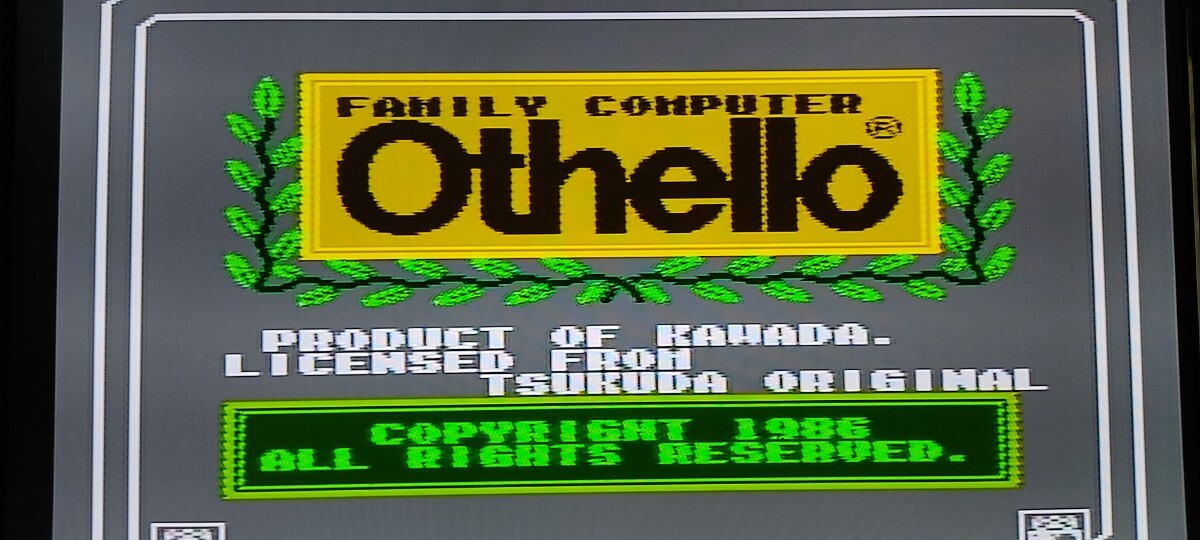 FAMILY COMPUTER
Othello®
PRODUCT OF KAWADA.
LICENSED FROM
TSUKUDA ORIGINAL
COPYRIGHT 1986
ALL RIGHTS RESERVED.